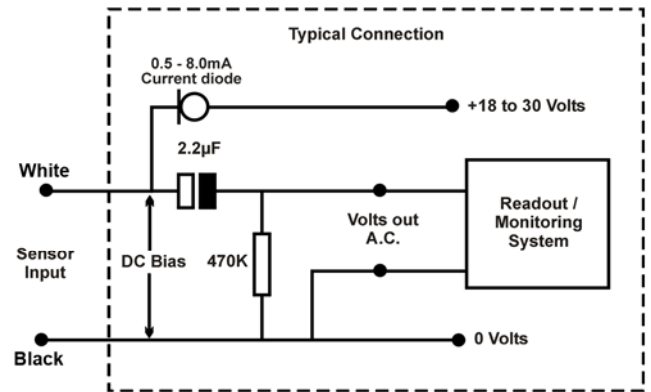 Typical Connection
0.5 - 8.0mA
Current diode
+18 to 30 Volts
2.2µF
White
Readout /
Monitoring
System
Volts out
A.C.
Sensor
Input
DC Bias
470K
0 Volts
Black